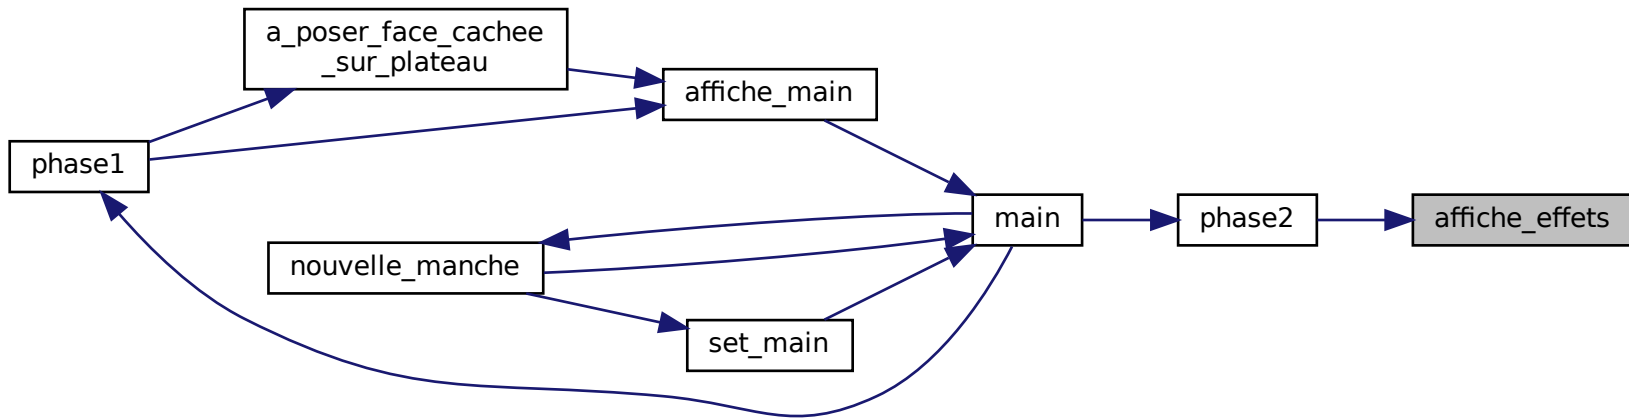 a_poser_face_cachee
_sur_plateau
affiche_main
phase1
main
phase2
affiche_effets
nouvelle_manche
set_main